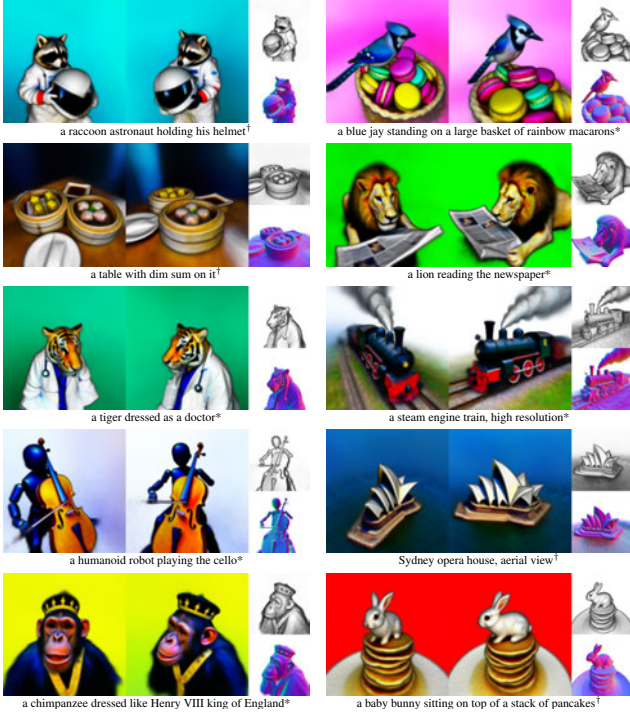 a raccoon astronaut holding his helmet†
a blue jay standing on a large basket of rainbow macarons*
a table with dim sum on it†
a lion reading the newspaper*
a tiger dressed as a doctor*
a steam engine train, high resolution*
a humanoid robot playing the cello*
Sydney opera house, aerial view†
a chimpanzee dressed like Henry VIII king of England*
a baby bunny sitting on top of a stack of pancakes†